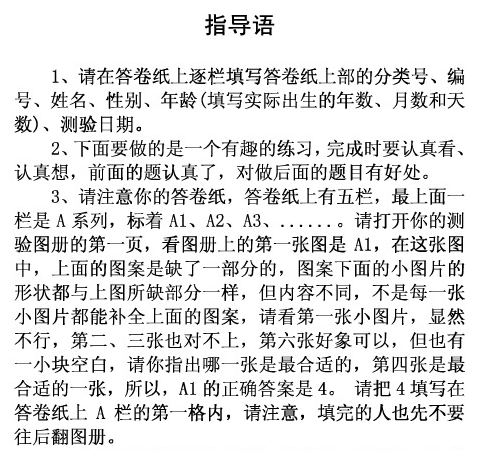 指导语
1、请在答卷纸上逐栏填写答卷纸上部的分类号、编
号、姓名、性别、年龄(填写实际出生的年数、月数和天
数)、测验日期。
2、下面要做的是一个有趣的练习，完成时要认真看、
认真想，前面的题认真了，对做后面的题目有好处。
3、请注意你的答卷纸，答卷纸上有五栏，最上面一
栏是 A 系列，标着 A1、A2、A3、......。请打开你的测
验图册的第一页，看图册上的第一张图是 A1，在这张图
中，上面的图案是缺了一部分的，图案下面的小图片的
形状都与上图所缺部分一样，但内容不同，不是每一张
小图片都能补全上面的图案，请看第一张小图片，显然
不行，第二、三张也对不上，第六张好象可以，但也有
一小块空白，请你指出哪一张是最合适的，第四张是最
合适的一张，所以，A1 的正确答案是 4。 请把 4 填写在
答卷纸上 A 栏的第一格内，请注意，填完的人也先不要
往后翻图册。